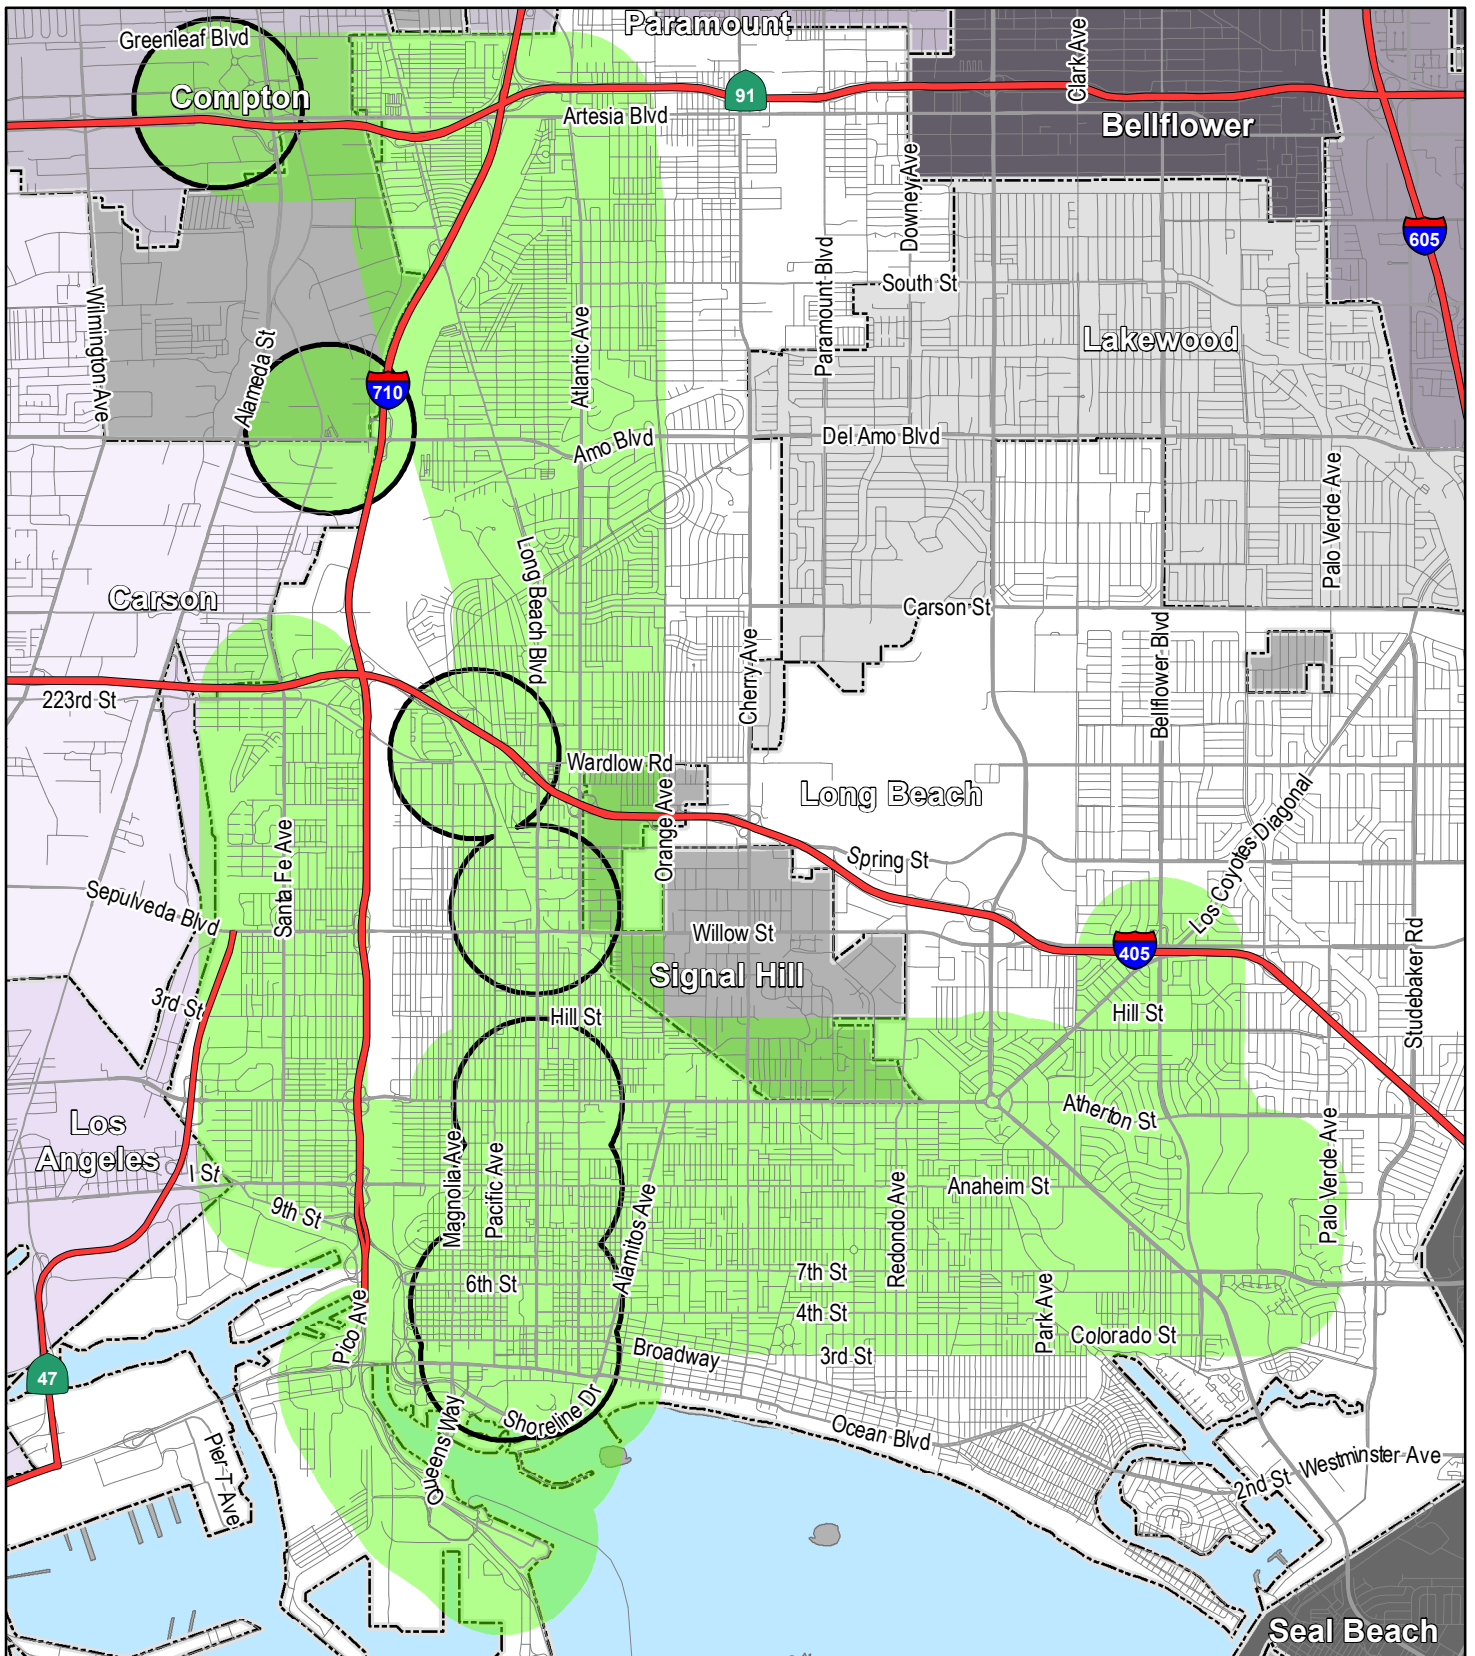 Paramount
Greenleaf Blvd
Clark Ave
Compton
91
Artesia Blvd
Bellflower
Downey Ave
605
Paramount Blvd
South St
Wilmington Ave
Alameda St
Atlantic Ave
Lakewood
710
Amo Blvd
Del Amo Blvd
Palo Verde Ave
Long Beach Blvd
Carson
Carson St
Cherry Ave
Bellflower Blvd
223rd St
Wardlow Rd
Long Beach
Orange Ave
Los Coyotes Diagonal
Santa Fe Ave
Spring St
Sepulveda Blvd
Willow St
405
Studebaker Rd
Signal Hill
3rd St
Hill St
Hill St
Los
Angeles
Atherton St
Magnolia Ave
Pacific Ave
Palo Verde Ave
I St
Anaheim St
9th St
Alamitos Ave
Redondo Ave
6th St
7th St
Park Ave
4th St
Pico Ave
Colorado St
Broadway
3rd St
47
Shoreline Dr
Queens Way
Ocean Blvd
Pier T Ave
2nd St
Westminster Ave
Seal Beach